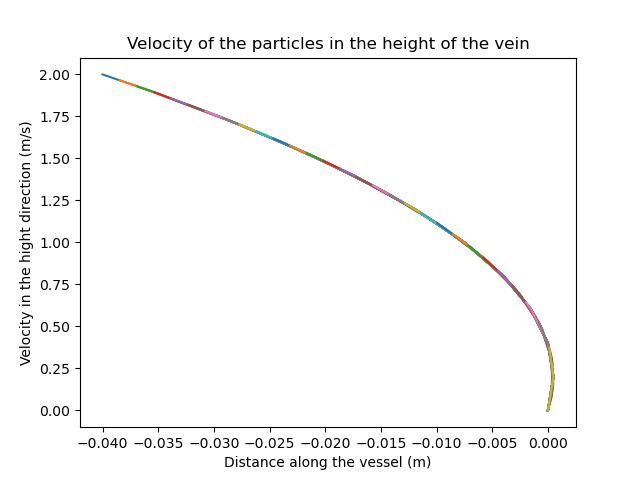 Velocity of the particles in the height of the vein
2.00
1.75
1.50
1.25
1.00
0.75
0.50
0.25
0.00
Velocity in the hight direction (m/s)
−0.040 −0.035 −0.030 −0.025 −0.020 −0.015 −0.010 −0.005 0.000
Distance along the vessel (m)